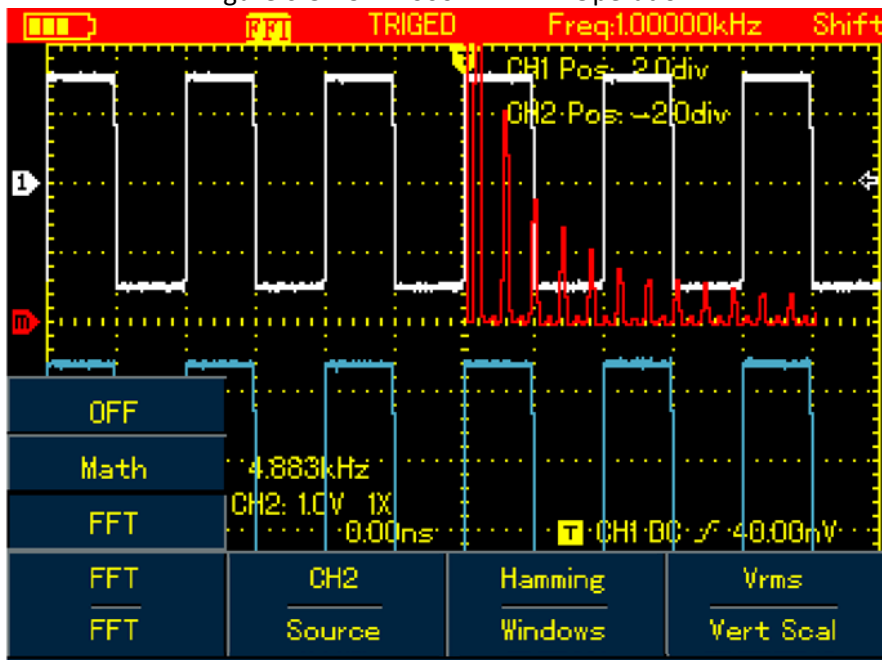 FFT TRIGED Freq:1.00000kHz Shift
CH1 Pos: 2.0div
CH2 Pos: -2.0div
1
m
OFF
Math
4.883kHz
CH2: 1.0V 1X
FFT
0.00ns T CH1 DC 40.00mV
FFT CH2 Hamming Vrms
FFT Source Windows Vert Scal